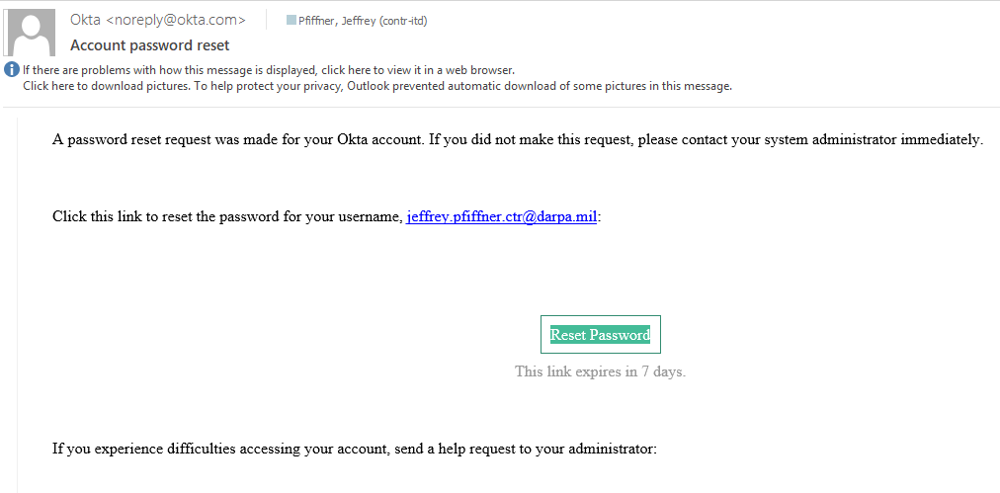 Okta <noreply@okta.com> Pfiffner, Jeffrey (contr-itd)
Account password reset
If there are problems with how this message is displayed, click here to view it in a web browser.
Click here to download pictures. To help protect your privacy, Outlook prevented automatic download of some pictures in this message.
A password reset request was made for your Okta account. If you did not make this request, please contact your system administrator immediately.
Click this link to reset the password for your username, jeffrey.pfiffner.ctr@darpa.mil:
Reset Password
This link expires in 7 days.
If you experience difficulties accessing your account, send a help request to your administrator: